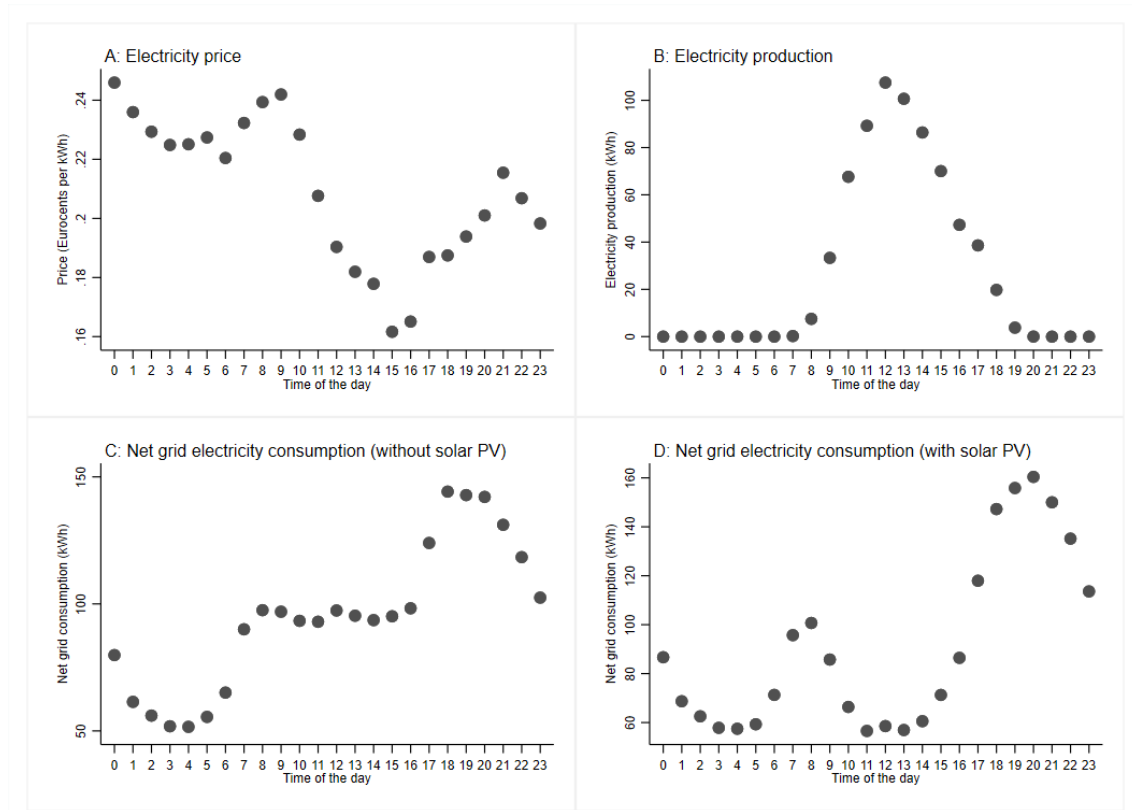 A: Electricity price
Price (Eurocents per kWh)
.24
.22
.2
.18
.16
0 1 2 3 4 5 6 7 8 9 10 11 12 13 14 15 16 17 18 19 20 21 22 23
Time of the day
B: Electricity production
Electricity production (kWh)
100
80
60
40
20
0
0 1 2 3 4 5 6 7 8 9 10 11 12 13 14 15 16 17 18 19 20 21 22 23
Time of the day
C: Net grid electricity consumption (without solar PV)
Net grid consumption (kWh)
150
100
50
0 1 2 3 4 5 6 7 8 9 10 11 12 13 14 15 16 17 18 19 20 21 22 23
Time of the day
D: Net grid electricity consumption (with solar PV)
Net grid consumption (kWh)
160
140
120
100
80
60
0 1 2 3 4 5 6 7 8 9 10 11 12 13 14 15 16 17 18 19 20 21 22 23
Time of the day